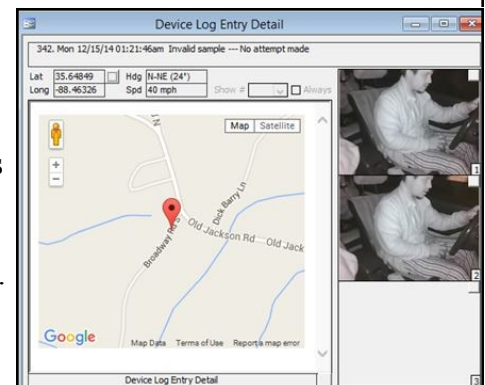 Device Log Entry Detail
342. Mon 12/15/14 01:21:46am Invalid sample --- No attempt made
Lat 35.64849 Hdg N-NE (24°)
Long -88.46326 Spd 40 mph Show # Always
Map Satellite
Dick Barry Ln
Old Jackson Rd
Old Jack
Broadway Rd
Google
Map Data Terms of Use Report a map error
Device Log Entry Detail
1
2
3